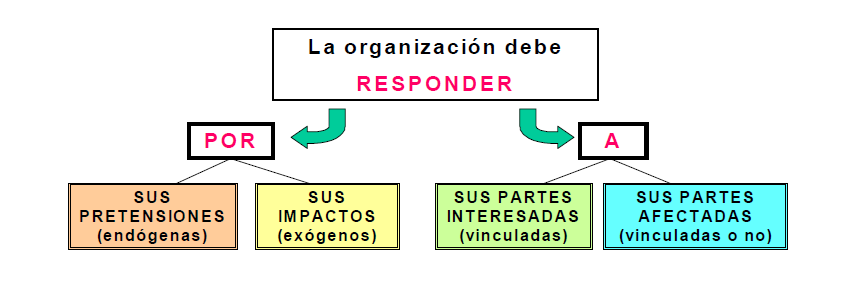 La organización debe
RESPONDER
POR
A
SUS
PRETENSIONES
(endógenas)
SUS
IMPACTOS
(exógenos)
SUS PARTES
INTERESADAS
(vinculadas)
SUS PARTES
AFECTADAS
(vinculadas o no)